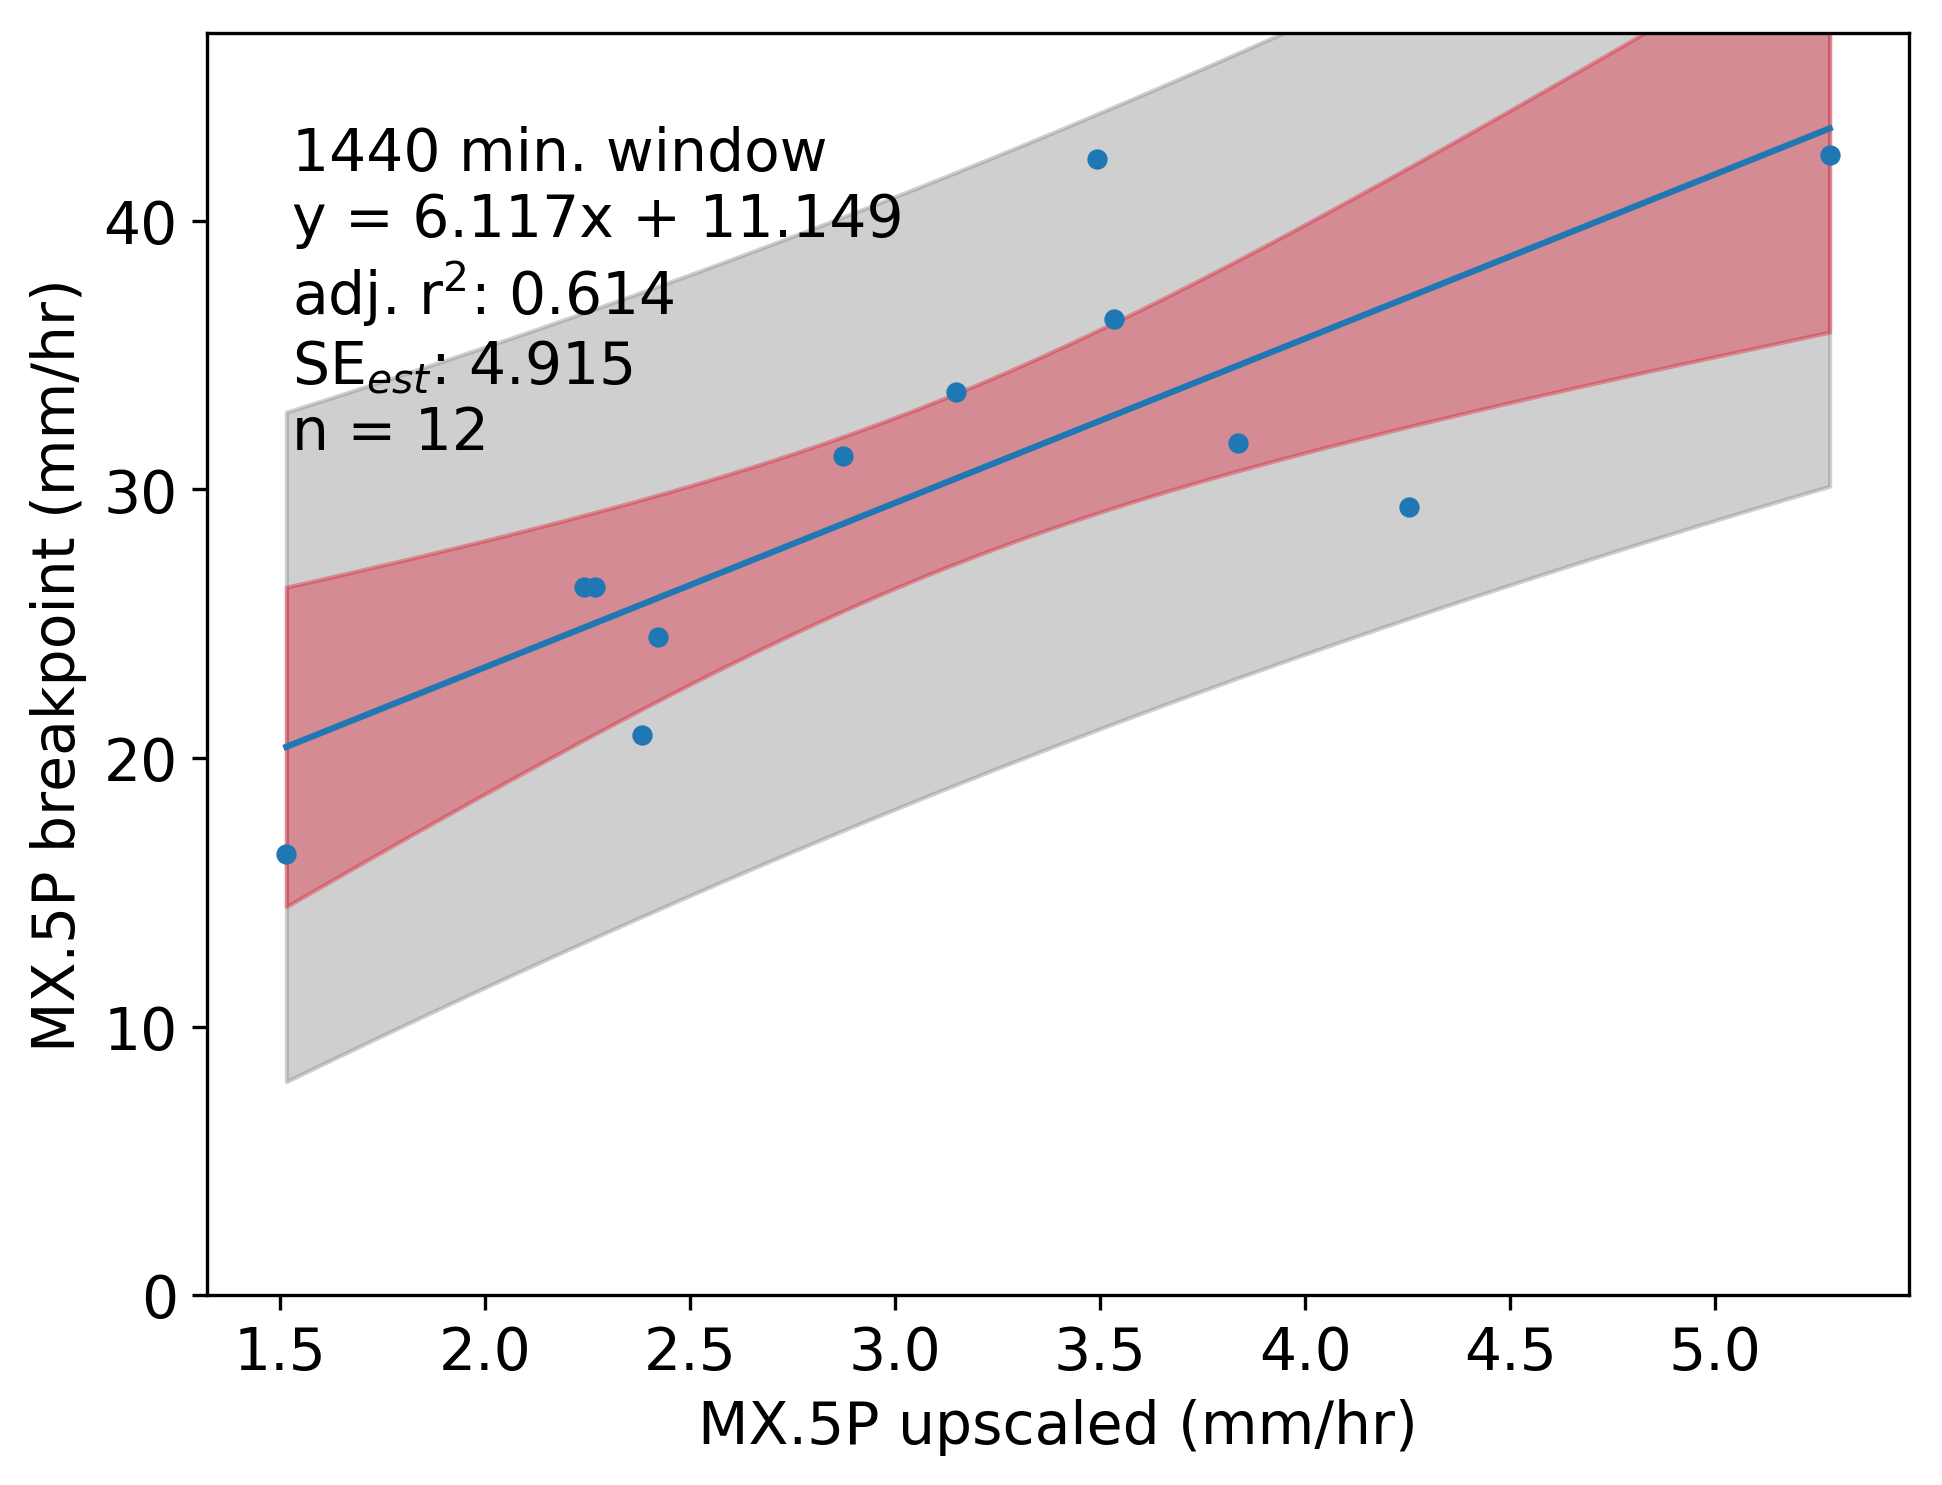 1440 min. window
y = 6.117x + 11.149
adj. r²: 0.614
SEest: 4.915
n = 12
MX.5P breakpoint (mm/hr)
40
30
20
10
0
1.5 2.0 2.5 3.0 3.5 4.0 4.5 5.0
MX.5P upscaled (mm/hr)